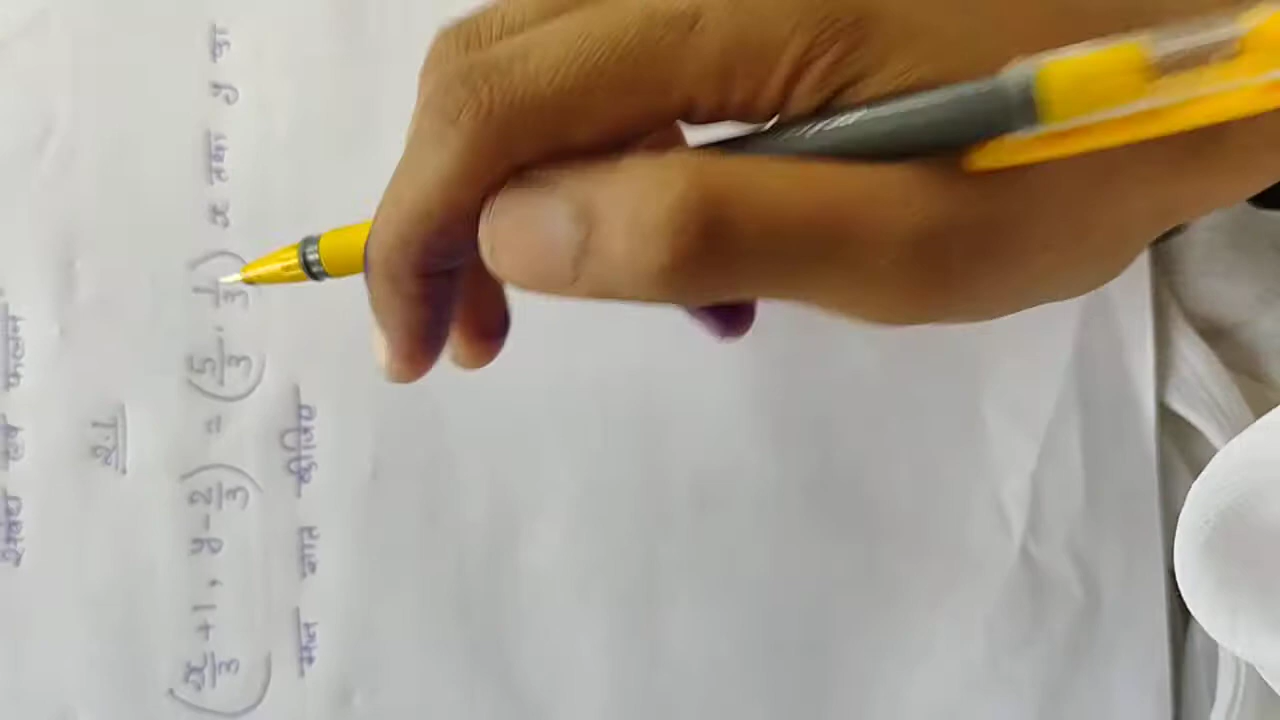 संबंध एवं फलन
2.1
(x/3 + 1, y - 2/3) = (5/3, 1/3) x तथा y का
मान ज्ञात कीजिए